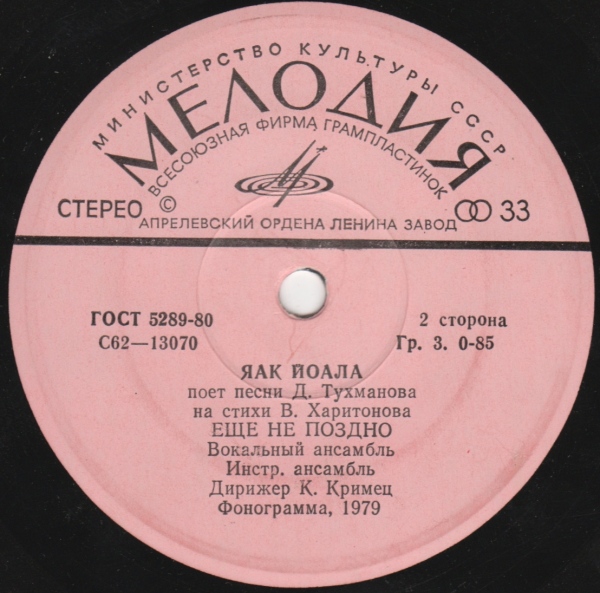 МИНИСТЕРСТВО КУЛЬТУРЫ СССР
МЕЛОДИЯ
ВСЕСОЮЗНАЯ ФИРМА ГРАМПЛАСТИНОК
СТЕРЕО © 33
АПРЕЛЕВСКИЙ ОРДЕНА ЛЕНИНА ЗАВОД
ГОСТ 5289-80 2 сторона
С62—13070 Гр. 3. 0-85
ЯАК ЙОАЛА
поет песни Д. Тухманова
на стихи В. Харитонова
ЕЩЕ НЕ ПОЗДНО
Вокальный ансамбль
Инстр. ансамбль
Дирижер К. Кримец
Фонограмма, 1979